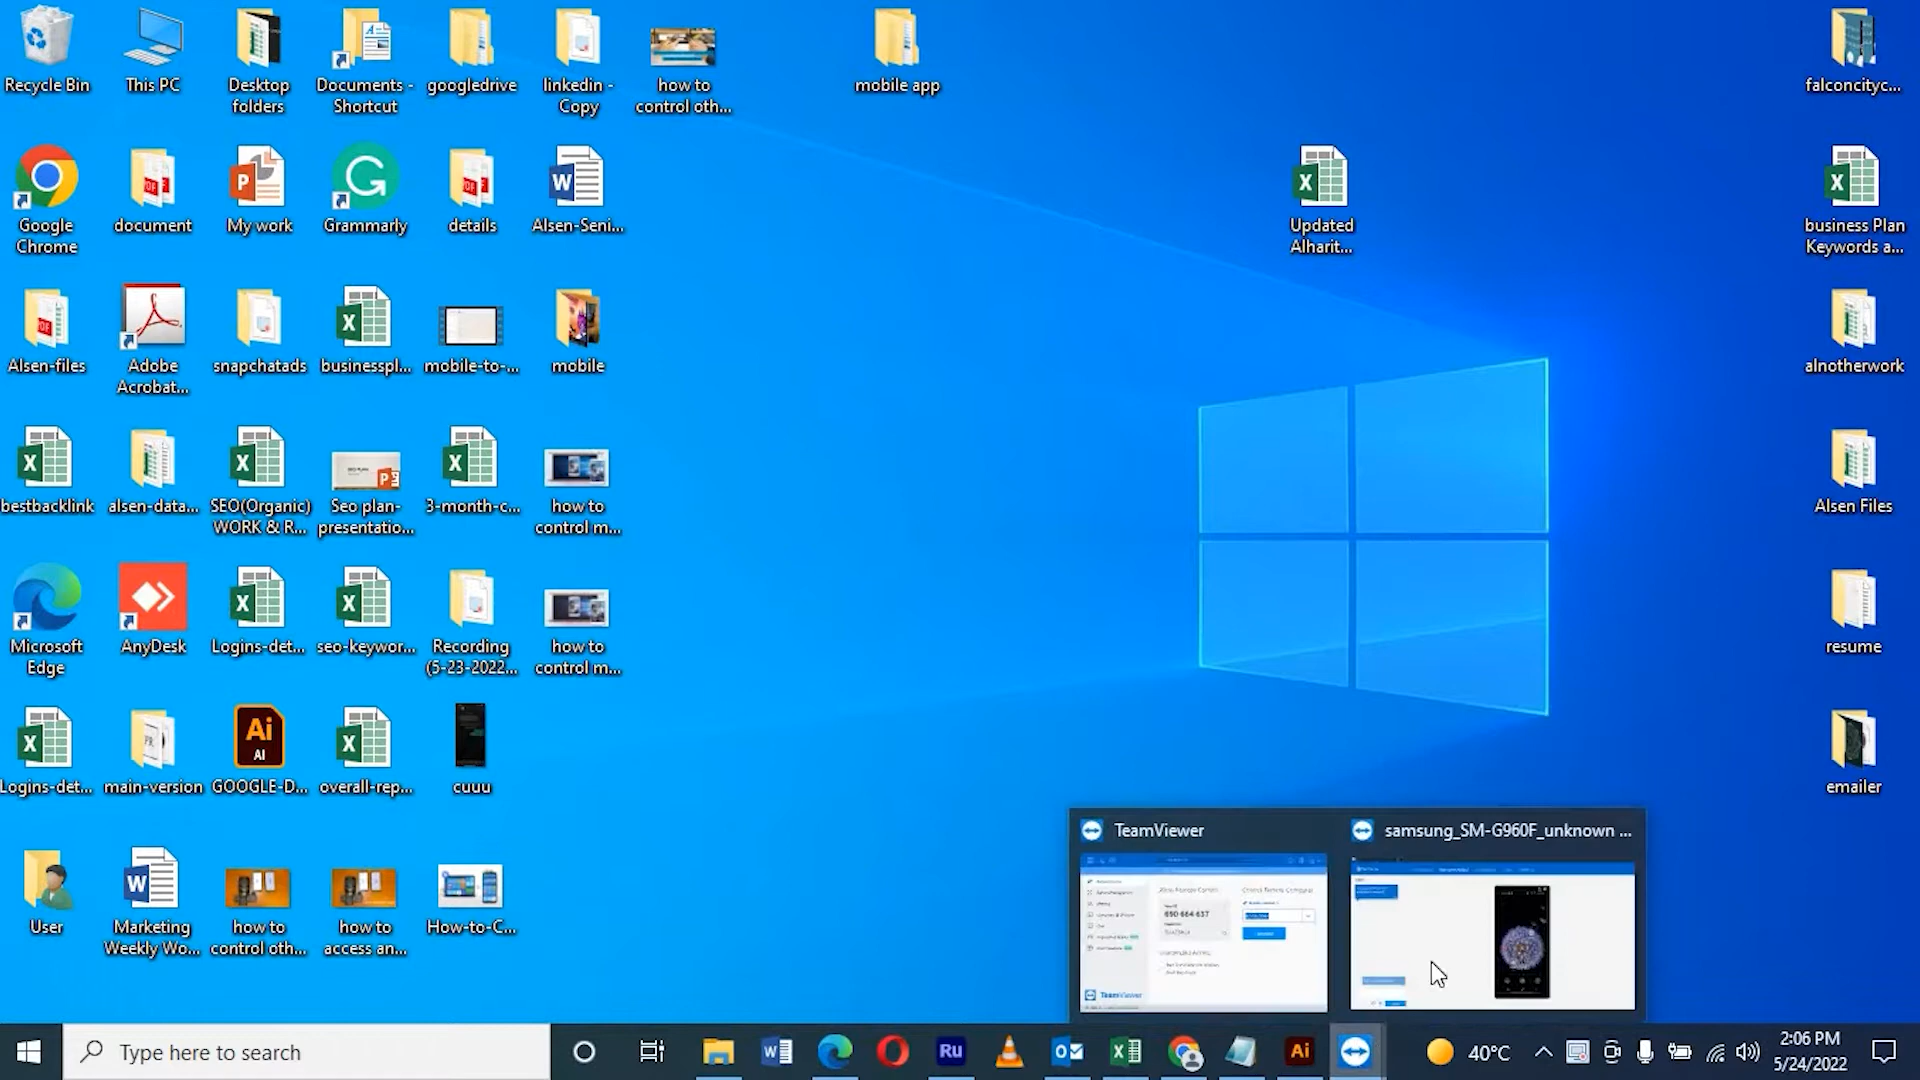 Recycle Bin
This PC
Desktop
folders
Documents -
Shortcut
googledrive
linkedin -
Copy
how to
control oth...
mobile app
falconcityc...
Google
Chrome
document
My work
Grammarly
details
Alsen-Seni...
Updated
Alharit...
business Plan
Keywords a...
Alsen-files
Adobe
Acrobat...
snapchatads
businesspl...
mobile-to-...
mobile
alnotherwork
bestbacklink
alsen-data...
SEO(Organic)
WORK & R...
Seo plan-
presentatio...
3-month-c...
how to
control m...
Alsen Files
Microsoft
Edge
AnyDesk
Logins-det...
seo-keywor...
Recording
(5-23-2022...
how to
control m...
resume
Logins-det...
main-version
GOOGLE-D...
overall-rep...
cuuu
emailer
User
Marketing
Weekly Wo...
how to
control oth...
how to
access an...
How-to-C...
TeamViewer
samsung_SM-G960F_unknown ...
690 664 637
TeamViewer
Type here to search
40°C
2:06 PM
5/24/2022